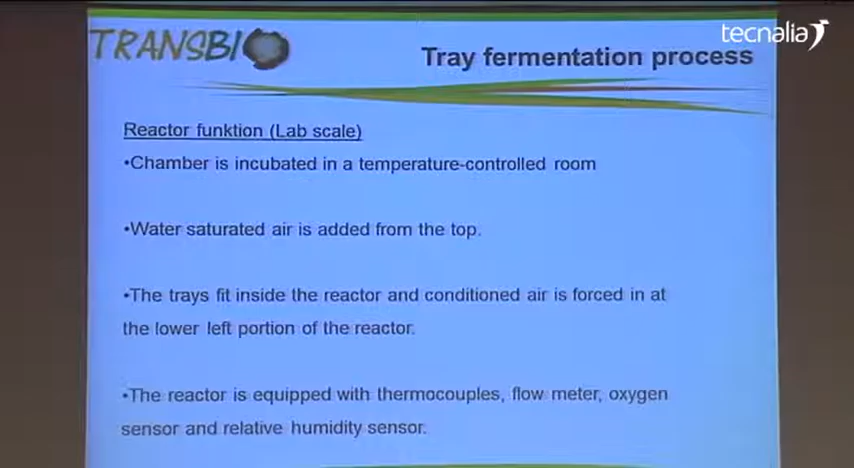 TRANSBIO
tecnalia
Tray fermentation process
Reactor funktion (Lab scale)
•Chamber is incubated in a temperature-controlled room
•Water saturated air is added from the top.
•The trays fit inside the reactor and conditioned air is forced in at
the lower left portion of the reactor.
•The reactor is equipped with thermocouples, flow meter, oxygen
sensor and relative humidity sensor.